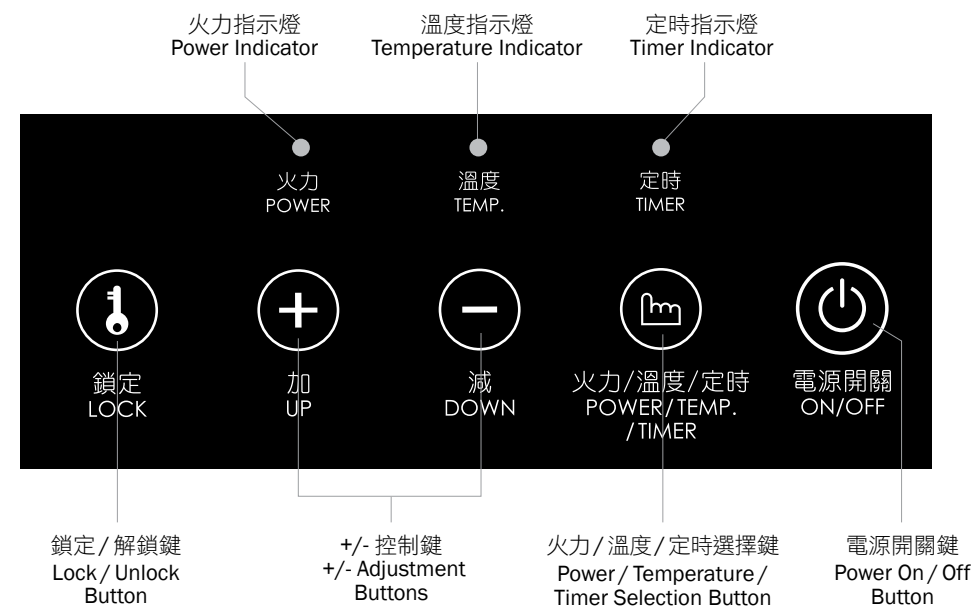 火力指示燈
Power Indicator
溫度指示燈
Temperature Indicator
定時指示燈
Timer Indicator
火力
POWER
溫度
TEMP.
定時
TIMER
鎖定
LOCK
加
UP
減
DOWN
火力/溫度/定時
POWER/TEMP.
/TIMER
電源開關
ON/OFF
鎖定/解鎖鍵
Lock/Unlock
Button
+/- 控制鍵
+/- Adjustment
Buttons
火力/溫度/定時選擇鍵
Power/Temperature/
Timer Selection Button
電源開關鍵
Power On/Off
Button